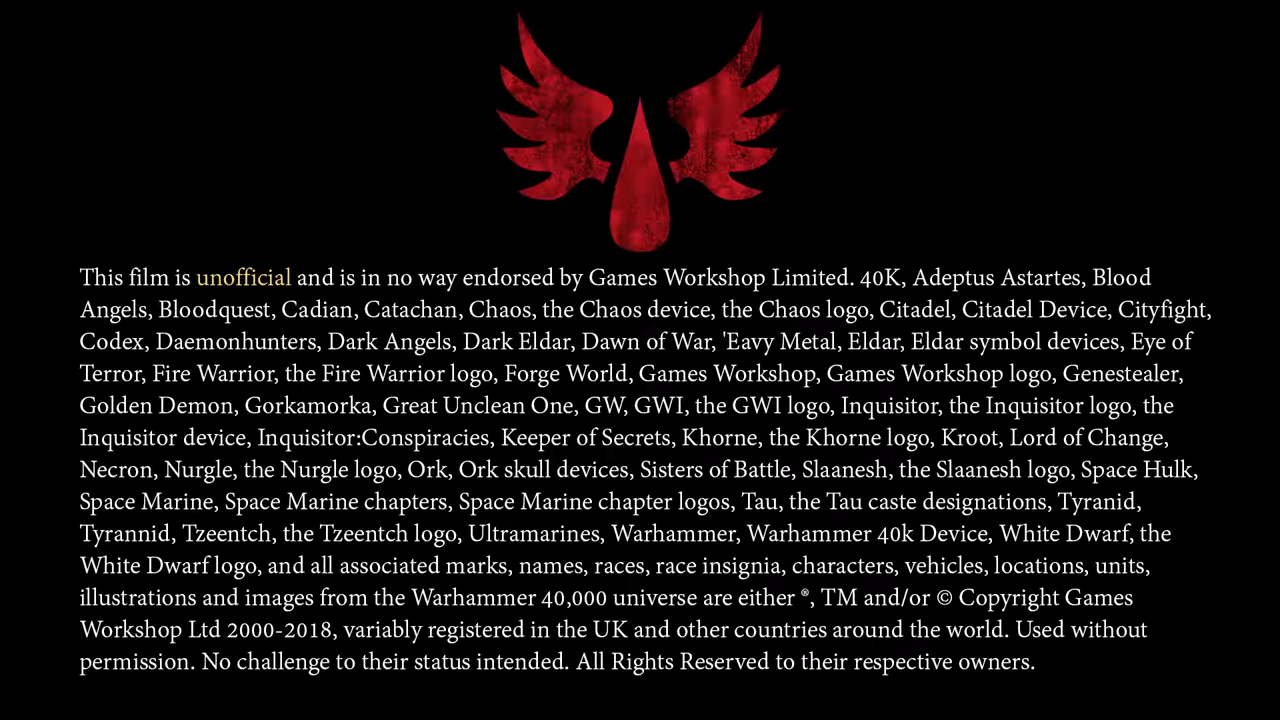 This film is unofficial and is in no way endorsed by Games Workshop Limited. 40K, Adeptus Astartes, Blood
Angels, Bloodquest, Cadian, Catachan, Chaos, the Chaos device, the Chaos logo, Citadel, Citadel Device, Cityfight,
Codex, Daemonhunters, Dark Angels, Dark Eldar, Dawn of War, 'Eavy Metal, Eldar, Eldar symbol devices, Eye of
Terror, Fire Warrior, the Fire Warrior logo, Forge World, Games Workshop, Games Workshop logo, Genestealer,
Golden Demon, Gorkamorka, Great Unclean One, GW, GWI, the GWI logo, Inquisitor, the Inquisitor logo, the
Inquisitor device, Inquisitor:Conspiracies, Keeper of Secrets, Khorne, the Khorne logo, Kroot, Lord of Change,
Necron, Nurgle, the Nurgle logo, Ork, Ork skull devices, Sisters of Battle, Slaanesh, the Slaanesh logo, Space Hulk,
Space Marine, Space Marine chapters, Space Marine chapter logos, Tau, the Tau caste designations, Tyranid,
Tyrannid, Tzeentch, the Tzeentch logo, Ultramarines, Warhammer, Warhammer 40k Device, White Dwarf, the
White Dwarf logo, and all associated marks, names, races, race insignia, characters, vehicles, locations, units,
illustrations and images from the Warhammer 40,000 universe are either ®, TM and/or © Copyright Games
Workshop Ltd 2000-2018, variably registered in the UK and other countries around the world. Used without
permission. No challenge to their status intended. All Rights Reserved to their respective owners.